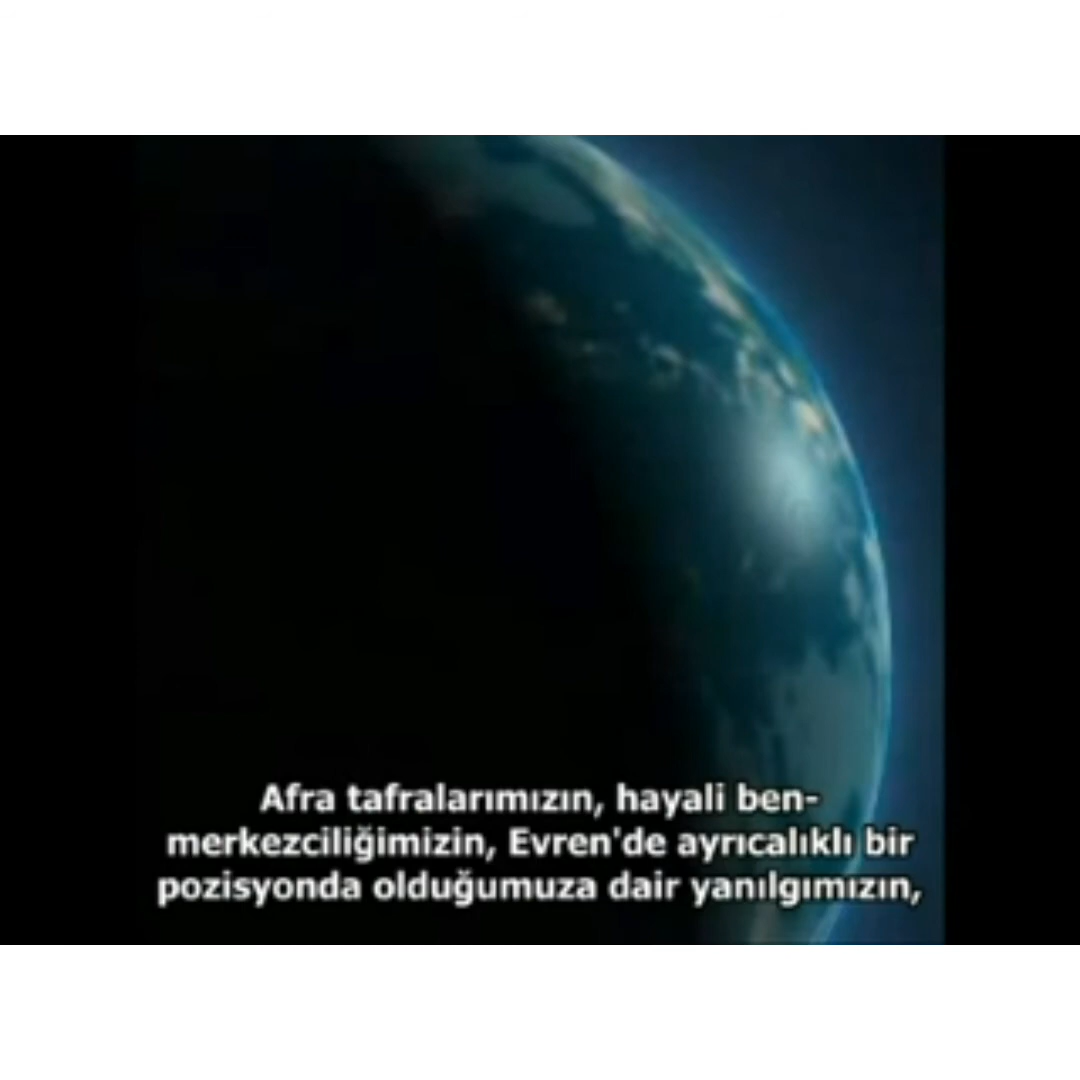 Afra tafralarımızın, hayali ben-
merkezciliğimizin, Evren'de ayrıcalıklı bir
pozisyonda olduğumuza dair yanılgımızın,